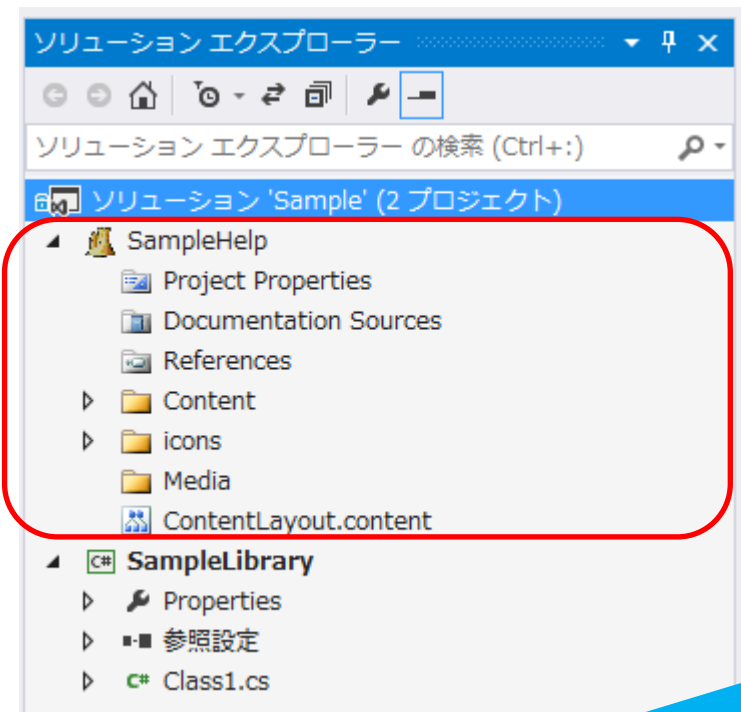 ソリューション エクスプローラー
ソリューション エクスプローラー の検索 (Ctrl+:)
ソリューション 'Sample' (2 プロジェクト)
SampleHelp
Project Properties
Documentation Sources
References
Content
icons
Media
ContentLayout.content
C# SampleLibrary
Properties
参照設定
C# Class1.cs